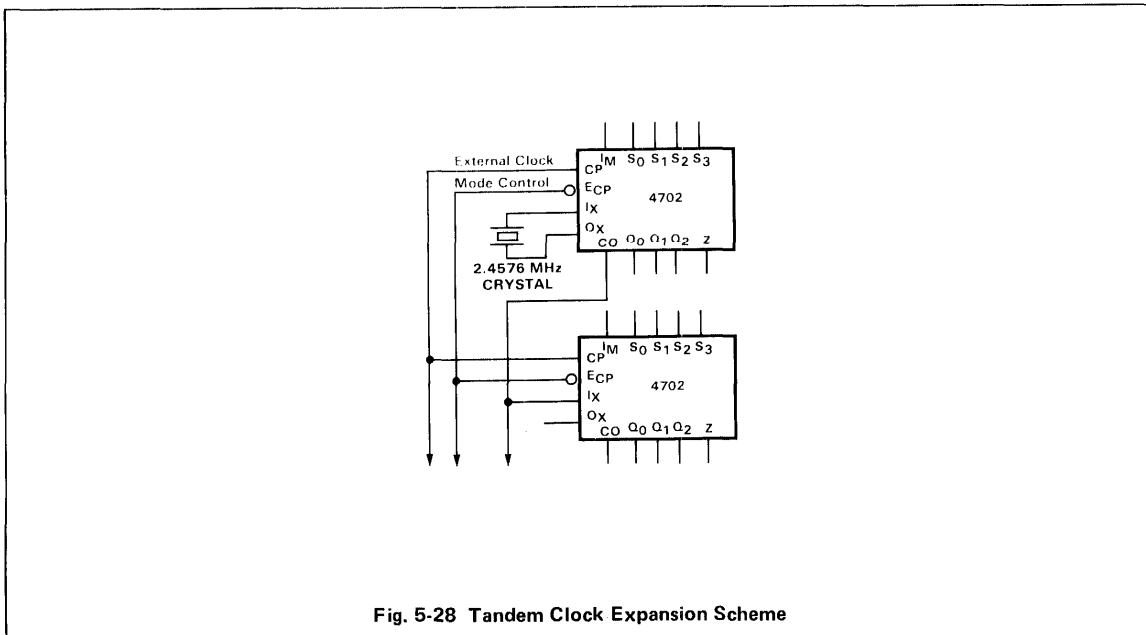 External Clock
Mode Control
IM S0 S1 S2 S3
CP
ECP
IX
OX
4702
CO Q0 Q1 Q2 Z
2.4576 MHz
CRYSTAL
IM S0 S1 S2 S3
CP
ECP
IX
OX
4702
CO Q0 Q1 Q2 Z
Fig. 5-28 Tandem Clock Expansion Scheme